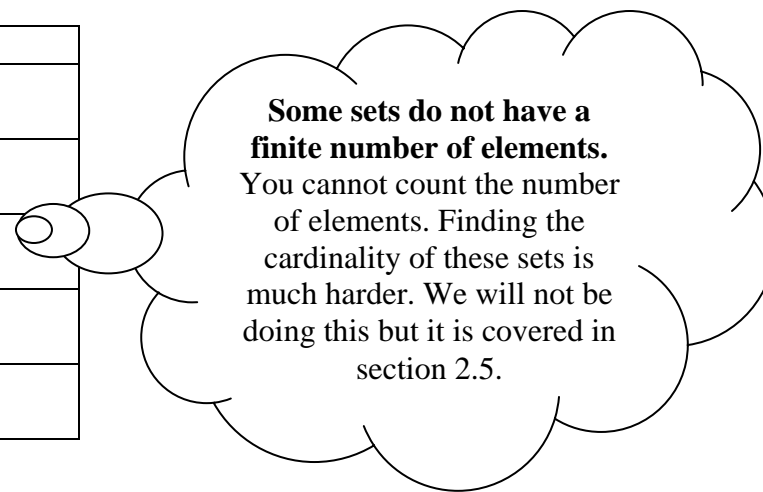 Some sets do not have a
finite number of elements.
You cannot count the number
of elements. Finding the
cardinality of these sets is
much harder. We will not be
doing this but it is covered in
section 2.5.